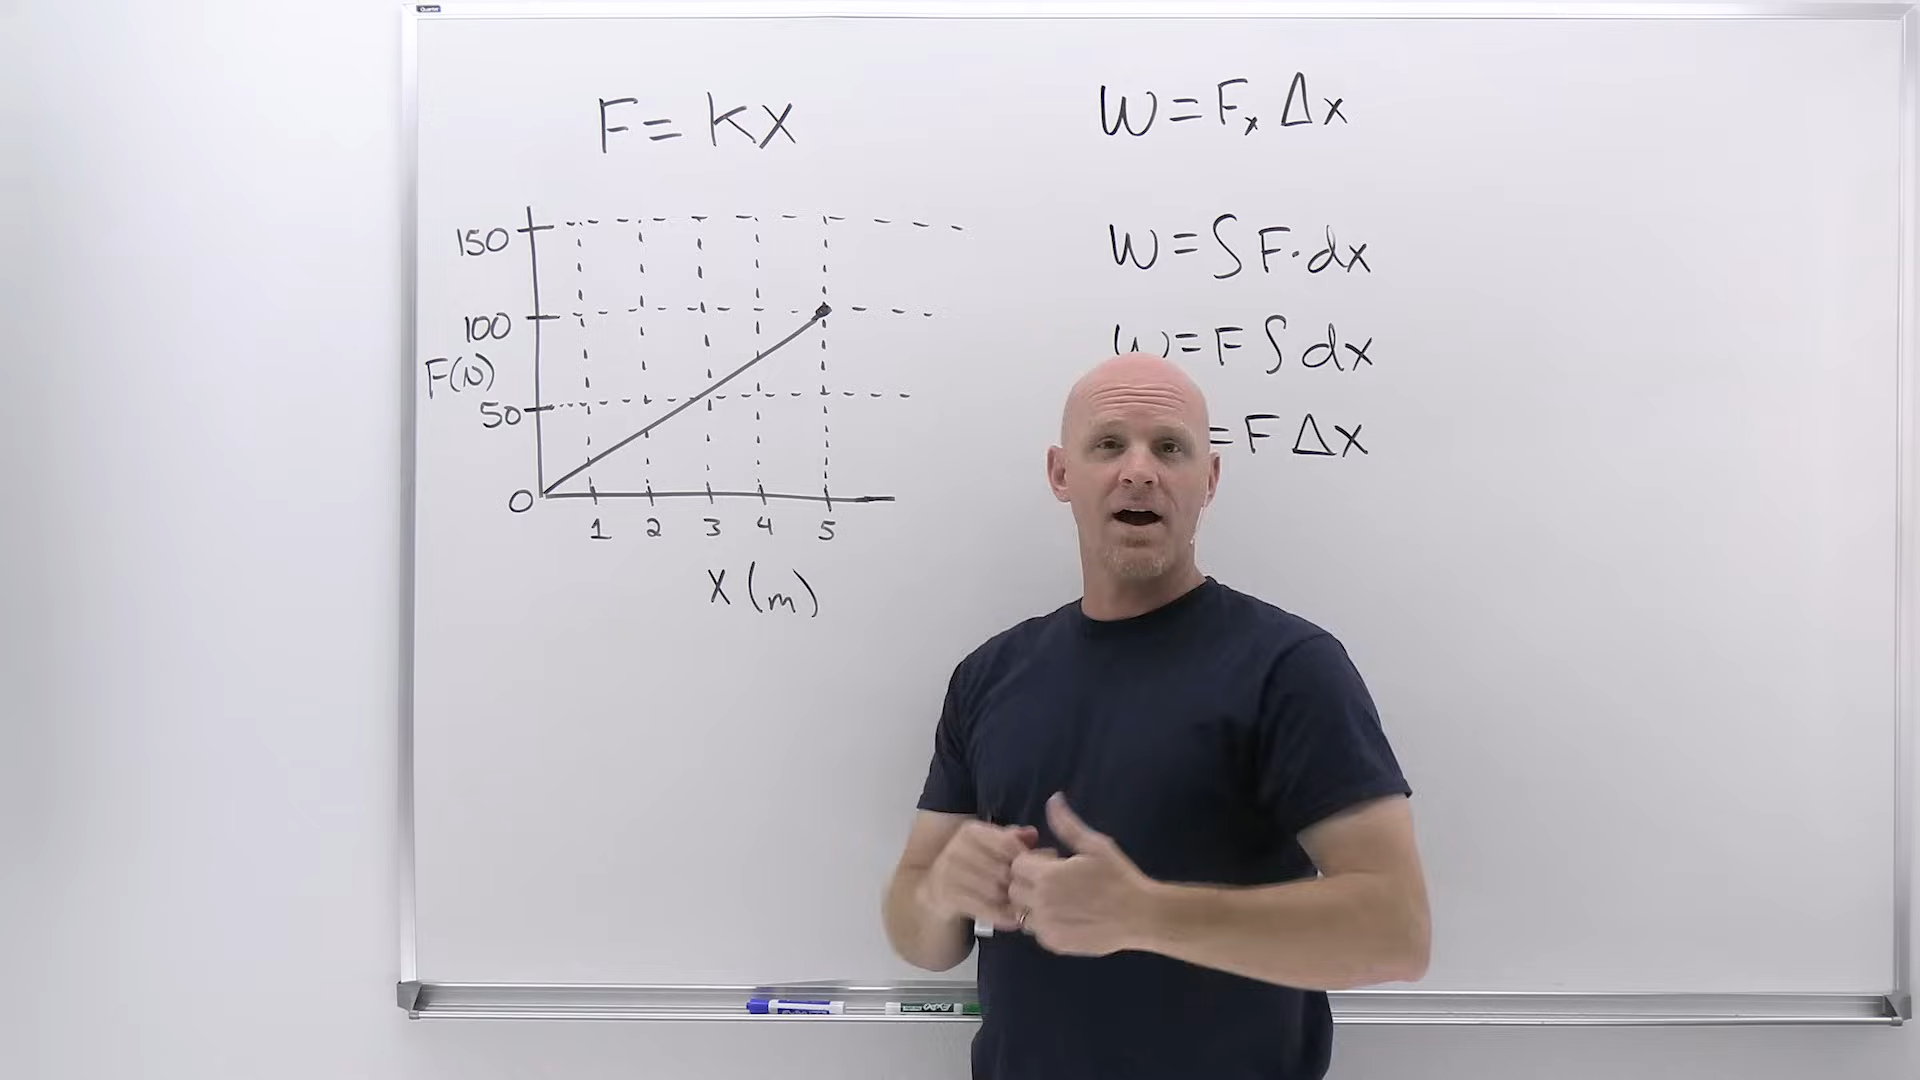 F = KX
150
100
F(N)
50
0
1 2 3 4 5
X (m)
W = Fₓ Δx
W = ∫ F · dx
W = F ∫ dx
= F Δx